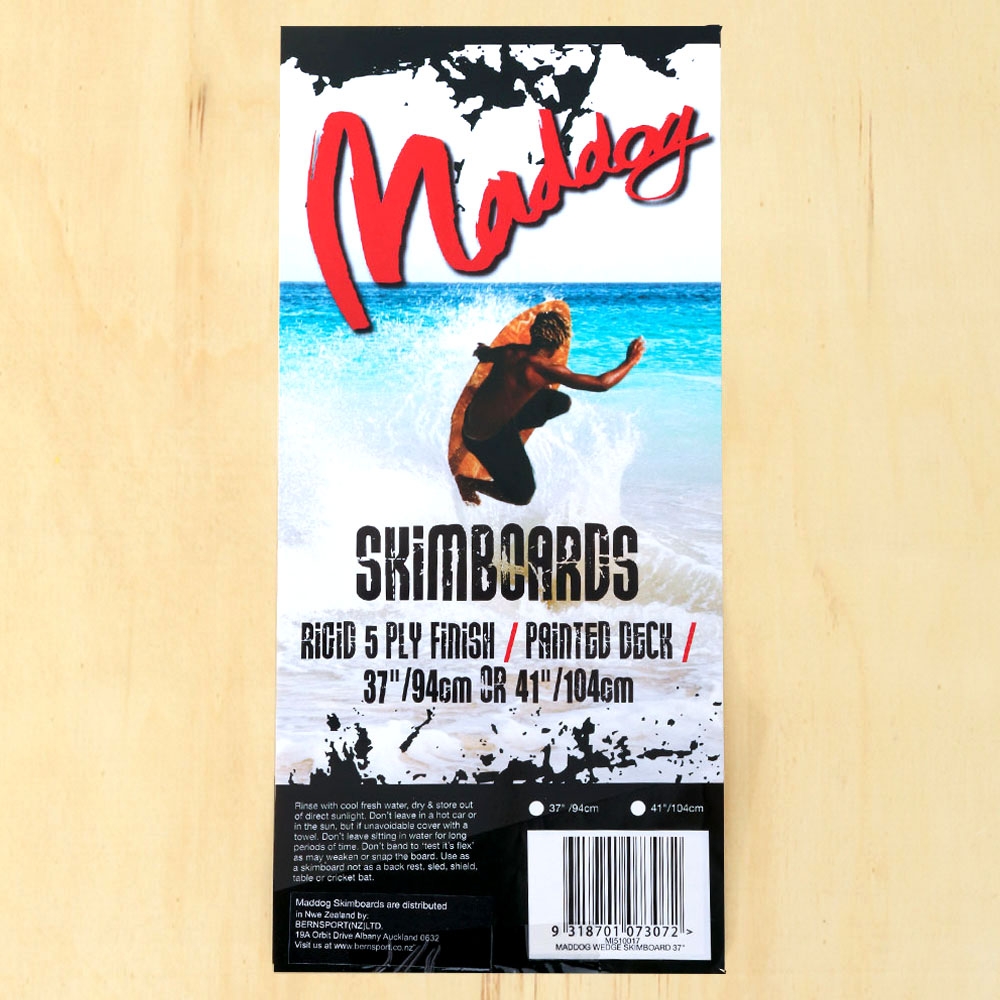 Maddog
SKiMBOARDS
RiGiD 5 PLY FiNiSH / PAiNTED DECK /
37"/94cm OR 41"/104cm
Rinse with cool fresh water, dry & store out
of direct sunlight. Don't leave in a hot car or
in the sun, but if unavoidable cover with a
towel. Don't leave sitting in water for long
periods of time. Don't bend to 'test it's flex'
as may weaken or snap the board. Use as
a skimboard not as a back rest, sled, shield,
table or cricket bat.
Maddog Skimboards are distributed
in Nwe Zealand by:
BERNSPORT(NZ)LTD.
19A Orbit Drive Albany Auckland 0632
Visit us at www.bernsport.co.nz
37" /94cm
41"/104cm
9 318701 073072 >
MI510017
MADDOG WEDGE SKIMBOARD 37"